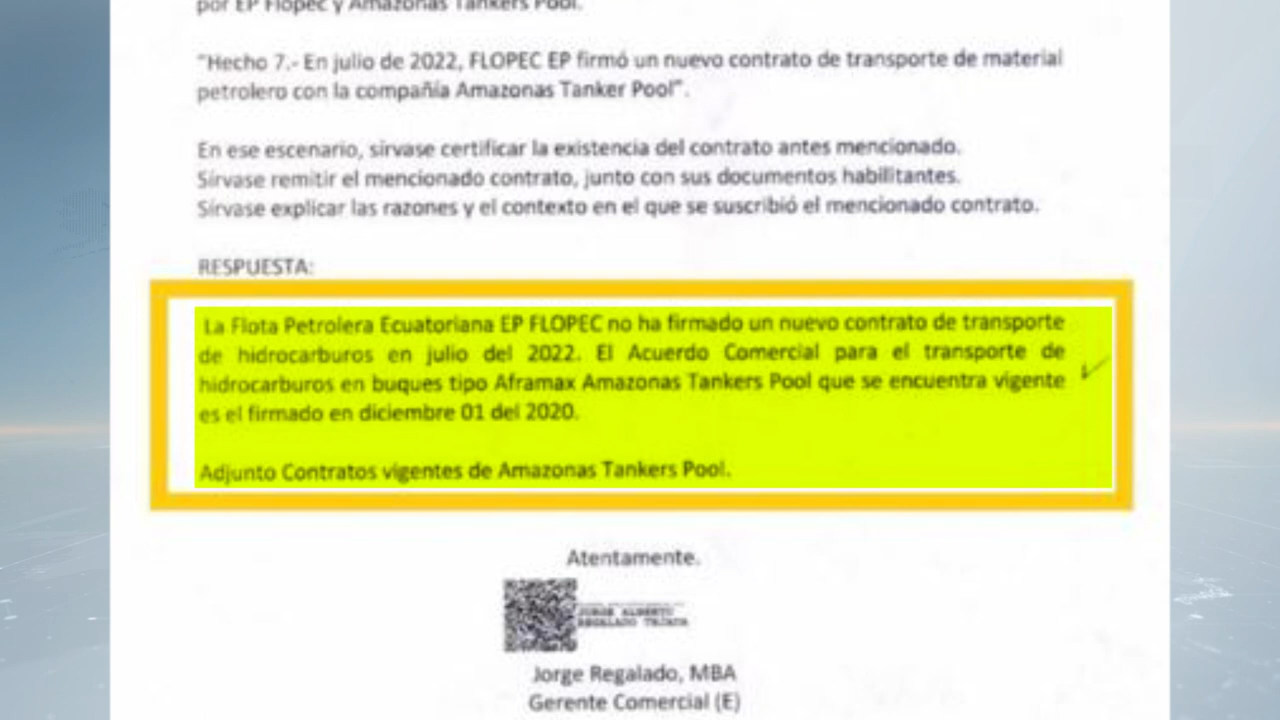 por EP Flopec y Amazonas Tankers Pool.
"Hecho 7.- En julio de 2022, FLOPEC EP firmó un nuevo contrato de transporte de material
petrolero con la compañía Amazonas Tanker Pool".
En ese escenario, sírvase certificar la existencia del contrato antes mencionado.
Sírvase remitir el mencionado contrato, junto con sus documentos habilitantes.
Sírvase explicar las razones y el contexto en el que se suscribió el mencionado contrato.
RESPUESTA:
La Flota Petrolera Ecuatoriana EP FLOPEC no ha firmado un nuevo contrato de transporte
de hidrocarburos en julio del 2022. El Acuerdo Comercial para el transporte de
hidrocarburos en buques tipo Aframax Amazonas Tankers Pool que se encuentra vigente
es el firmado en diciembre 01 del 2020.
Adjunto Contratos vigentes de Amazonas Tankers Pool.
Atentamente.
JORGE ALBERTO
REGALADO
Jorge Regalado, MBA
Gerente Comercial (E)